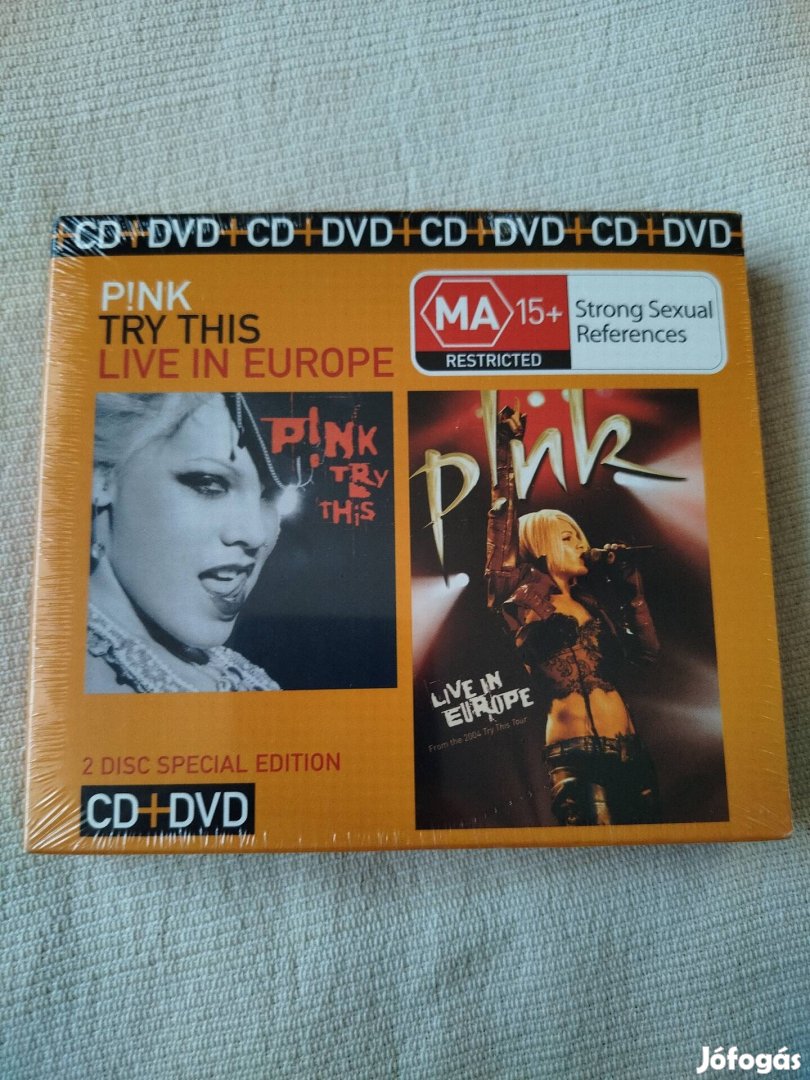 +CD+DVD+CD+DVD+CD+DVD+CD+DVD
P!NK
TRY THIS
LIVE IN EUROPE
MA 15+
RESTRICTED
Strong Sexual
References
P!NK
TRY
THIS
p!nk
LIVE IN
EUROPE
From the 2004 Try This Tour
2 DISC SPECIAL EDITION
CD+DVD
Jófogás